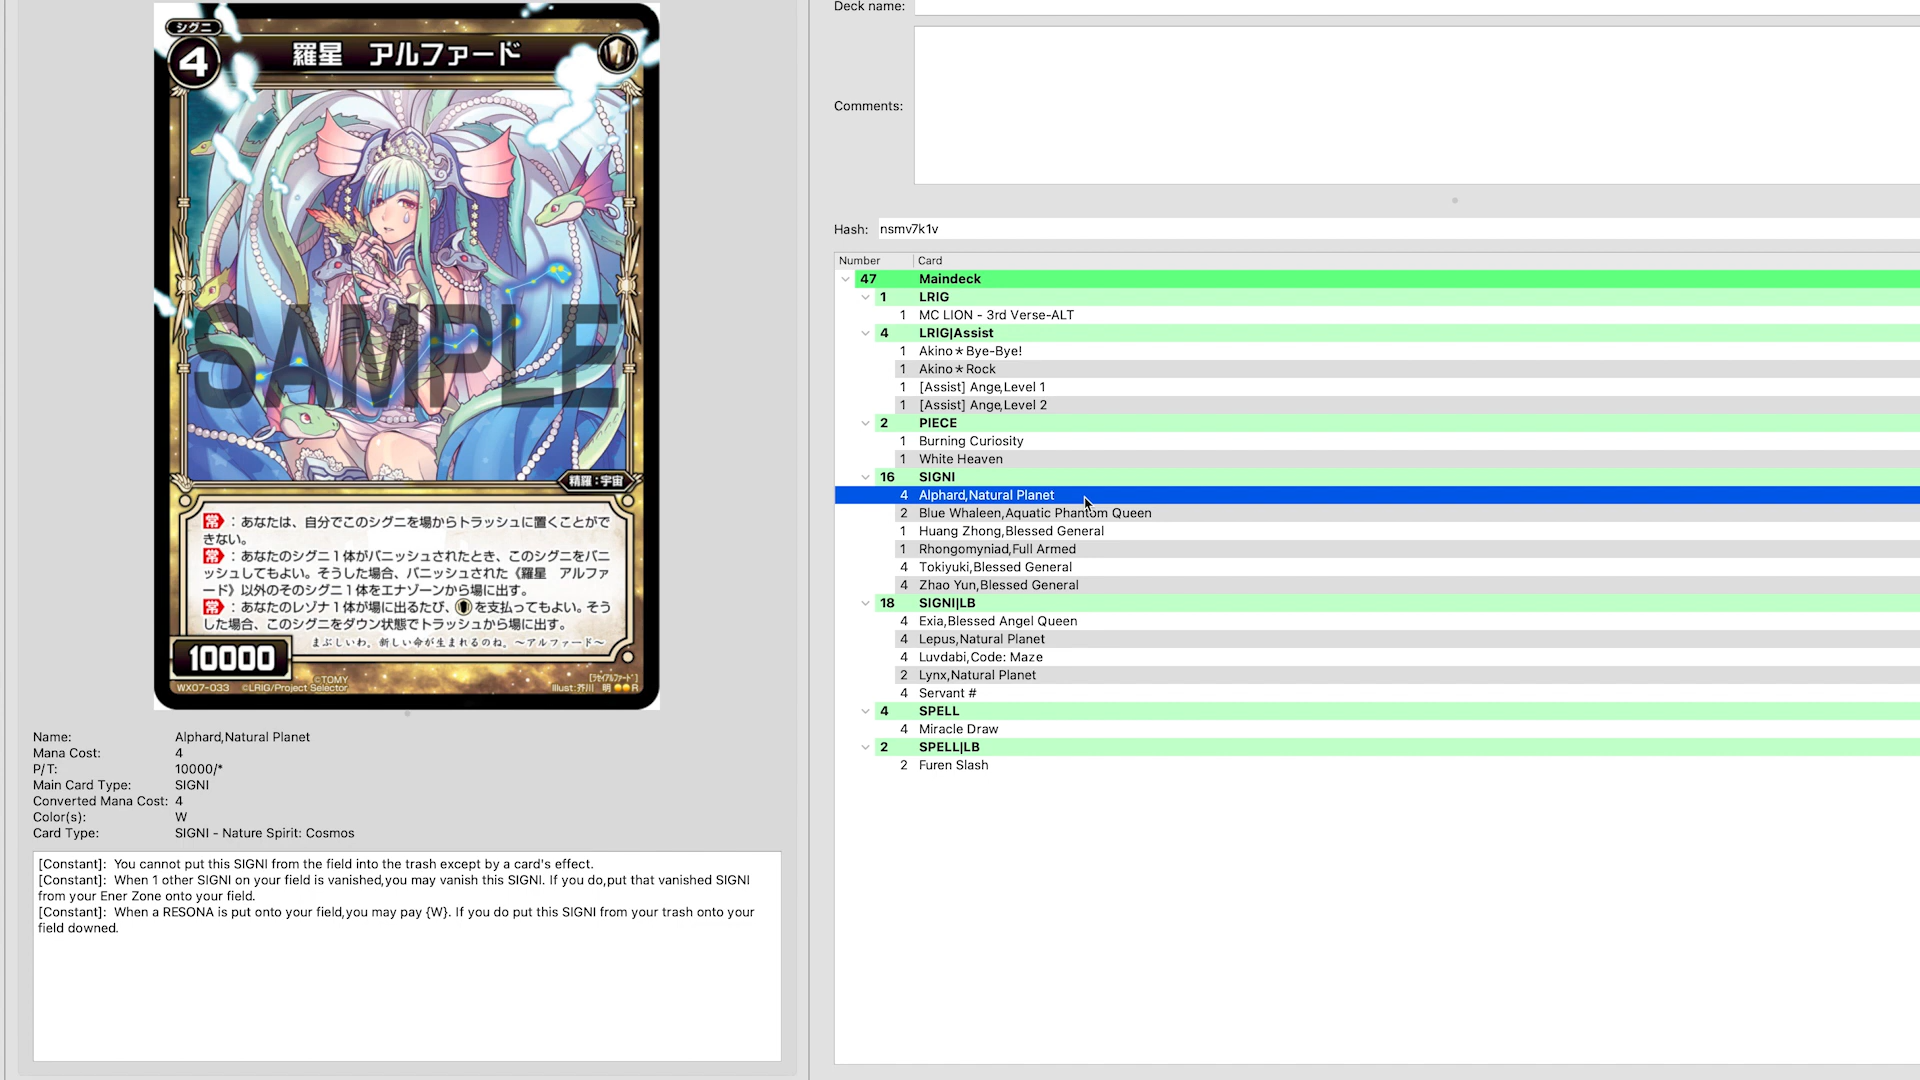 シグニ
4
羅星 アルファード
SAMPLE
精羅：宇宙
常：あなたは、自分でこのシグニを場からトラッシュに置くことがで
きない。
常：あなたのシグニ１体がバニッシュされたとき、このシグニをバニ
ッシュしてもよい。そうした場合、バニッシュされた《羅星 アルファ
ード》以外のそのシグニ１体をエナゾーンから場に出す。
常：あなたのレゾナ１体が場に出るたび、を支払ってもよい。そう
した場合、このシグニをダウン状態でトラッシュから場に出す。
まぶしいわ。新しい命が生まれるのね。～アルファード～
10000
©TOMY
[ラセイアルファード]
WX07-033 ©LRIG/Project Selector
Illust:芥川 明 R
Name: Alphard,Natural Planet
Mana Cost: 4
P/T: 10000/*
Main Card Type: SIGNI
Converted Mana Cost: 4
Color(s): W
Card Type: SIGNI - Nature Spirit: Cosmos
[Constant]: You cannot put this SIGNI from the field into the trash except by a card's effect.
[Constant]: When 1 other SIGNI on your field is vanished,you may vanish this SIGNI. If you do,put that vanished SIGNI
from your Ener Zone onto your field.
[Constant]: When a RESONA is put onto your field,you may pay {W}. If you do put this SIGNI from your trash onto your
field downed.
Deck name:
Comments:
Hash: nsmv7k1v
Number Card
47 Maindeck
1 LRIG
1 MC LION - 3rd Verse-ALT
4 LRIG|Assist
1 Akino＊Bye-Bye!
1 Akino＊Rock
1 [Assist] Ange,Level 1
1 [Assist] Ange,Level 2
2 PIECE
1 Burning Curiosity
1 White Heaven
16 SIGNI
4 Alphard,Natural Planet
2 Blue Whaleen,Aquatic Phantom Queen
1 Huang Zhong,Blessed General
1 Rhongomyniad,Full Armed
4 Tokiyuki,Blessed General
4 Zhao Yun,Blessed General
18 SIGNI|LB
4 Exia,Blessed Angel Queen
4 Lepus,Natural Planet
4 Luvdabi,Code: Maze
2 Lynx,Natural Planet
4 Servant #
4 SPELL
4 Miracle Draw
2 SPELL|LB
2 Furen Slash